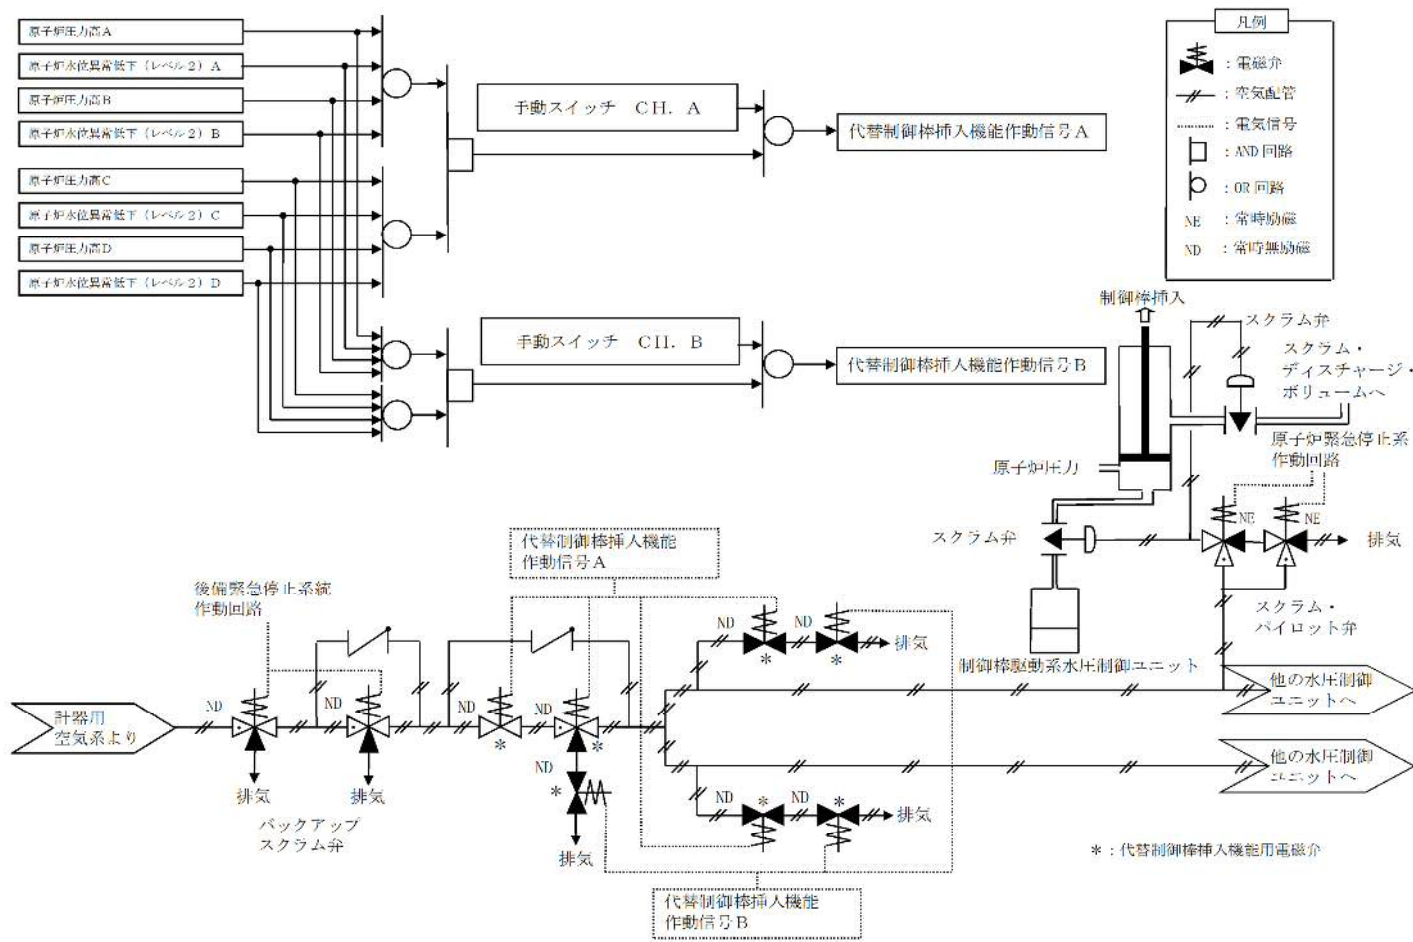 原子炉圧力高A
原子炉水位異常低下（レベル２）A
原子炉圧力高B
原子炉水位異常低下（レベル２）B
原子炉圧力高C
原子炉水位異常低下（レベル２）C
原子炉圧力高D
原子炉水位異常低下（レベル２）D
手動スイッチ　CH. A
代替制御棒挿入機能作動信号A
手動スイッチ　CH. B
代替制御棒挿入機能作動信号B
凡例
：電磁弁
：空気配管
：電気信号
：AND回路
：OR回路
NE ：常時励磁
ND ：常時無励磁
制御棒挿入
スクラム弁
スクラム・
ディスチャージ・
ボリュームへ
原子炉緊急停止系
作動回路
原子炉圧力
NE
NE
スクラム弁
排気
スクラム・
パイロット弁
制御棒駆動系水圧制御ユニット
代替制御棒挿入機能
作動信号A
後備緊急停止系統
作動回路
ND
ND
排気
*
*
計器用
空気系より
ND
ND
ND
ND
*
*
他の水圧制御
ユニットへ
ND
*
他の水圧制御
ユニットへ
排気
排気
ND
ND
*
*
排気
バックアップ
スクラム弁
排気
*：代替制御棒挿入機能用電磁弁
代替制御棒挿入機能
作動信号B